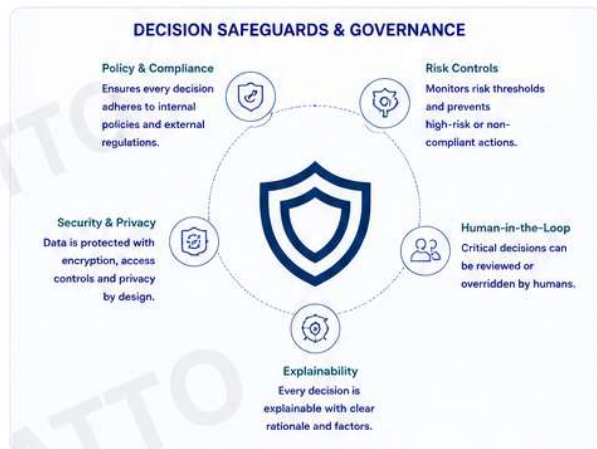 DECISION SAFEGUARDS & GOVERNANCE
Policy & Compliance
Ensures every decision
adheres to internal
policies and external
regulations.
Risk Controls
Monitors risk thresholds
and prevents
high-risk or non-
compliant actions.
Security & Privacy
Data is protected with
encryption, access
controls and privacy
by design.
Human-in-the-Loop
Critical decisions can
be reviewed or
overridden by humans.
Explainability
Every decision is
explainable with clear
rationale and factors.
TTO
ATTO